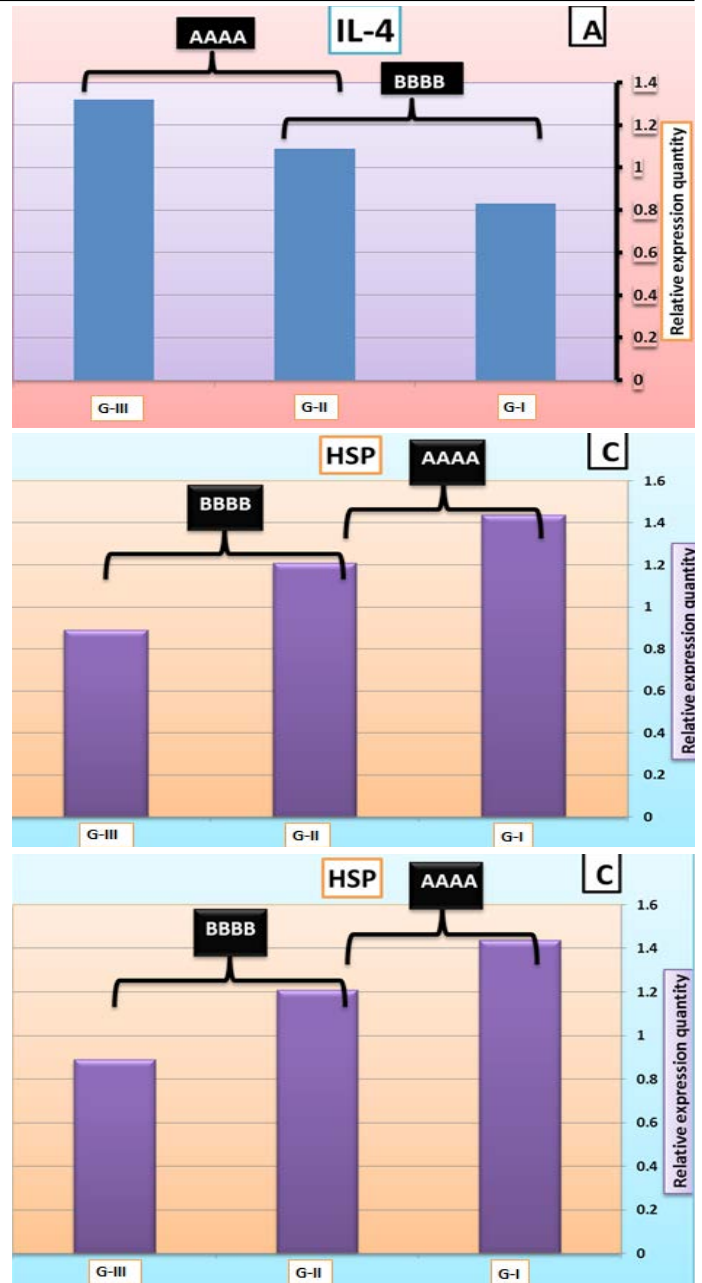 IL-4
A
AAAA
BBBB
1.4
1.2
1
0.8
0.6
0.4
0.2
0
Relative expression quantity
G-III
G-II
G-I
HSP
C
AAAA
BBBB
1.6
1.4
1.2
1
0.8
0.6
0.4
0.2
0
Relative expression quantity
G-III
G-II
G-I
HSP
C
AAAA
BBBB
1.6
1.4
1.2
1
0.8
0.6
0.4
0.2
0
Relative expression quantity
G-III
G-II
G-I